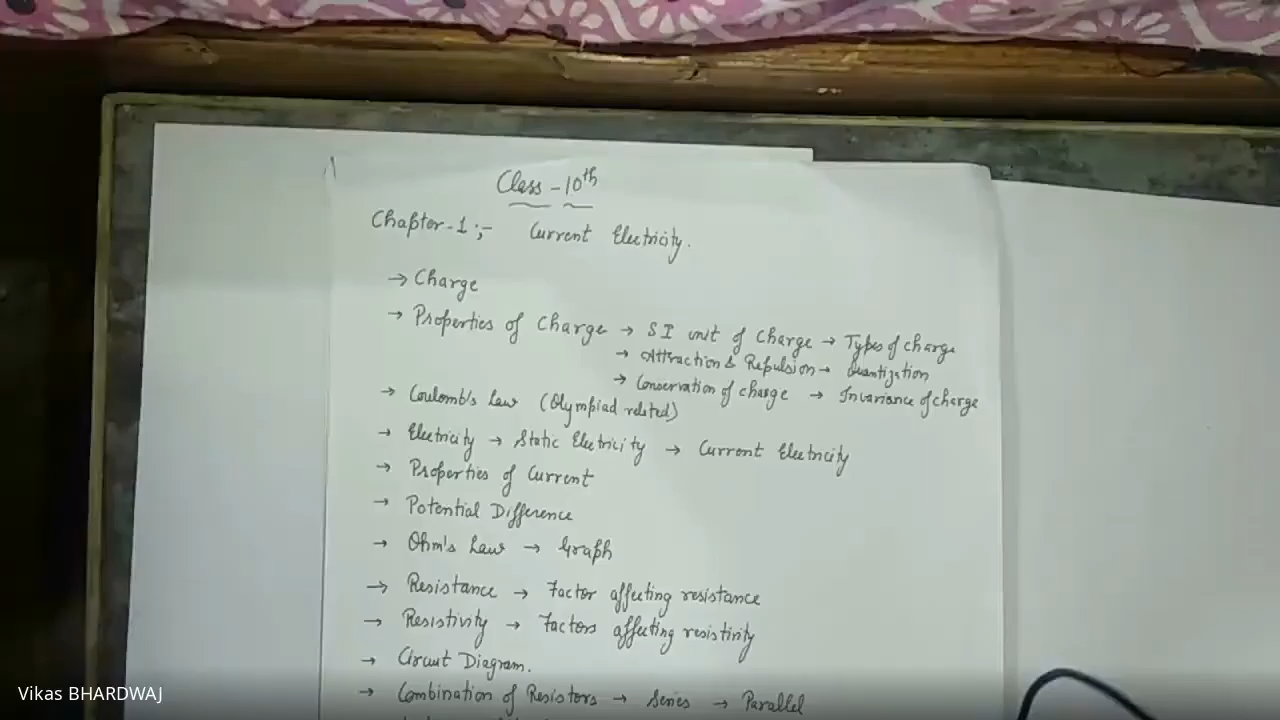 Class - 10th
Chapter-1 ;- Current Electricity.
→ Charge
→ Properties of Charge → SI unit of Charge → Types of charge
→ Attraction & Repulsion → Quantization
→ Conservation of charge → Invariance of charge
→ Coulomb's Law (Olympiad related)
→ Electricity → Static Electricity → Current Electricity
→ Properties of Current
→ Potential Difference
→ Ohm's Law → Graph
→ Resistance → Factor affecting resistance
→ Resistivity → Factors affecting resistivity
→ Circuit Diagram.
→ Combination of Resistors → Series → Parallel
Vikas BHARDWAJ